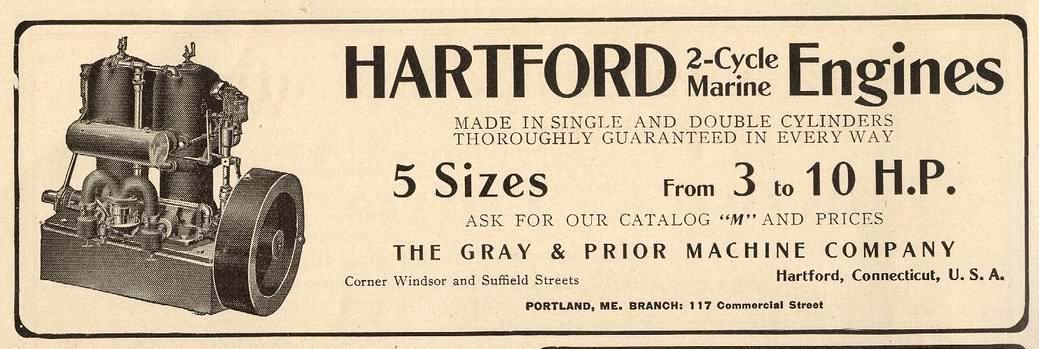 HARTFORD 2-Cycle Marine Engines
MADE IN SINGLE AND DOUBLE CYLINDERS
THOROUGHLY GUARANTEED IN EVERY WAY
5 Sizes From 3 to 10 H.P.
ASK FOR OUR CATALOG "M" AND PRICES
THE GRAY & PRIOR MACHINE COMPANY
Corner Windsor and Suffield Streets Hartford, Connecticut, U. S. A.
PORTLAND, ME. BRANCH: 117 Commercial Street